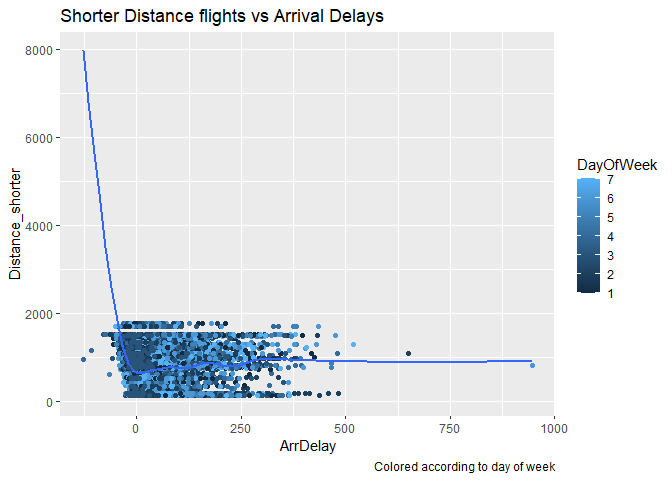 Shorter Distance flights vs Arrival Delays
8000
6000
4000
2000
0
Distance_shorter
0 250 500 750 1000
ArrDelay
DayOfWeek
7
6
5
4
3
2
1
Colored according to day of week